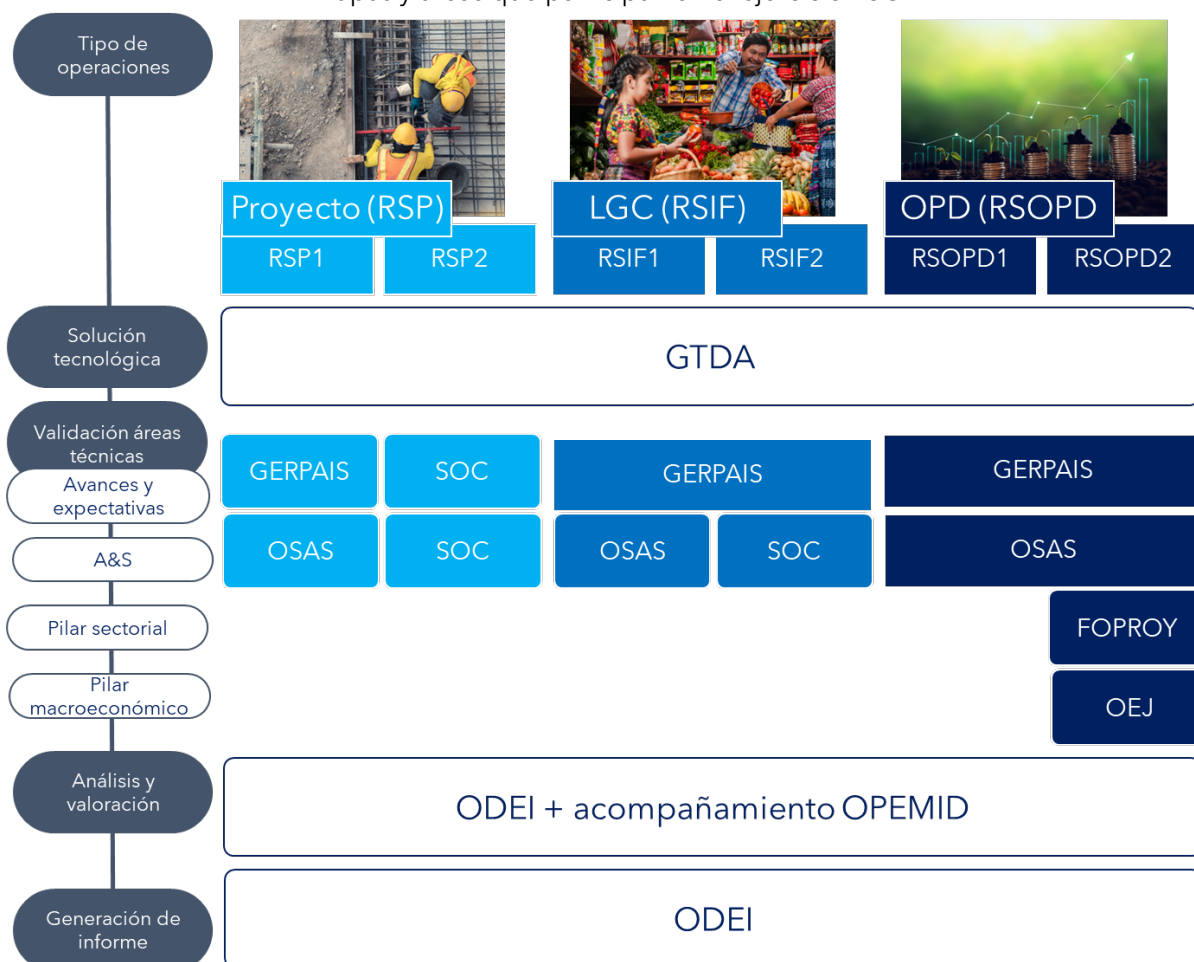 Tipo de
operaciones
Proyecto (RSP)
LGC (RSIF)
OPD (RSOPD
RSP1
RSP2
RSIF1
RSIF2
RSOPD1
RSOPD2
Solución
tecnológica
GTDA
Validación áreas
técnicas
Avances y
expectativas
GERPAIS
SOC
GERPAIS
GERPAIS
A&S
OSAS
SOC
OSAS
SOC
OSAS
Pilar sectorial
FOPROY
Pilar
macroeconómico
OEJ
Análisis y
valoración
ODEI + acompañamiento OPEMID
Generación de
informe
ODEI